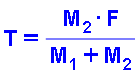 T = M₂ · F / M₁ + M₂